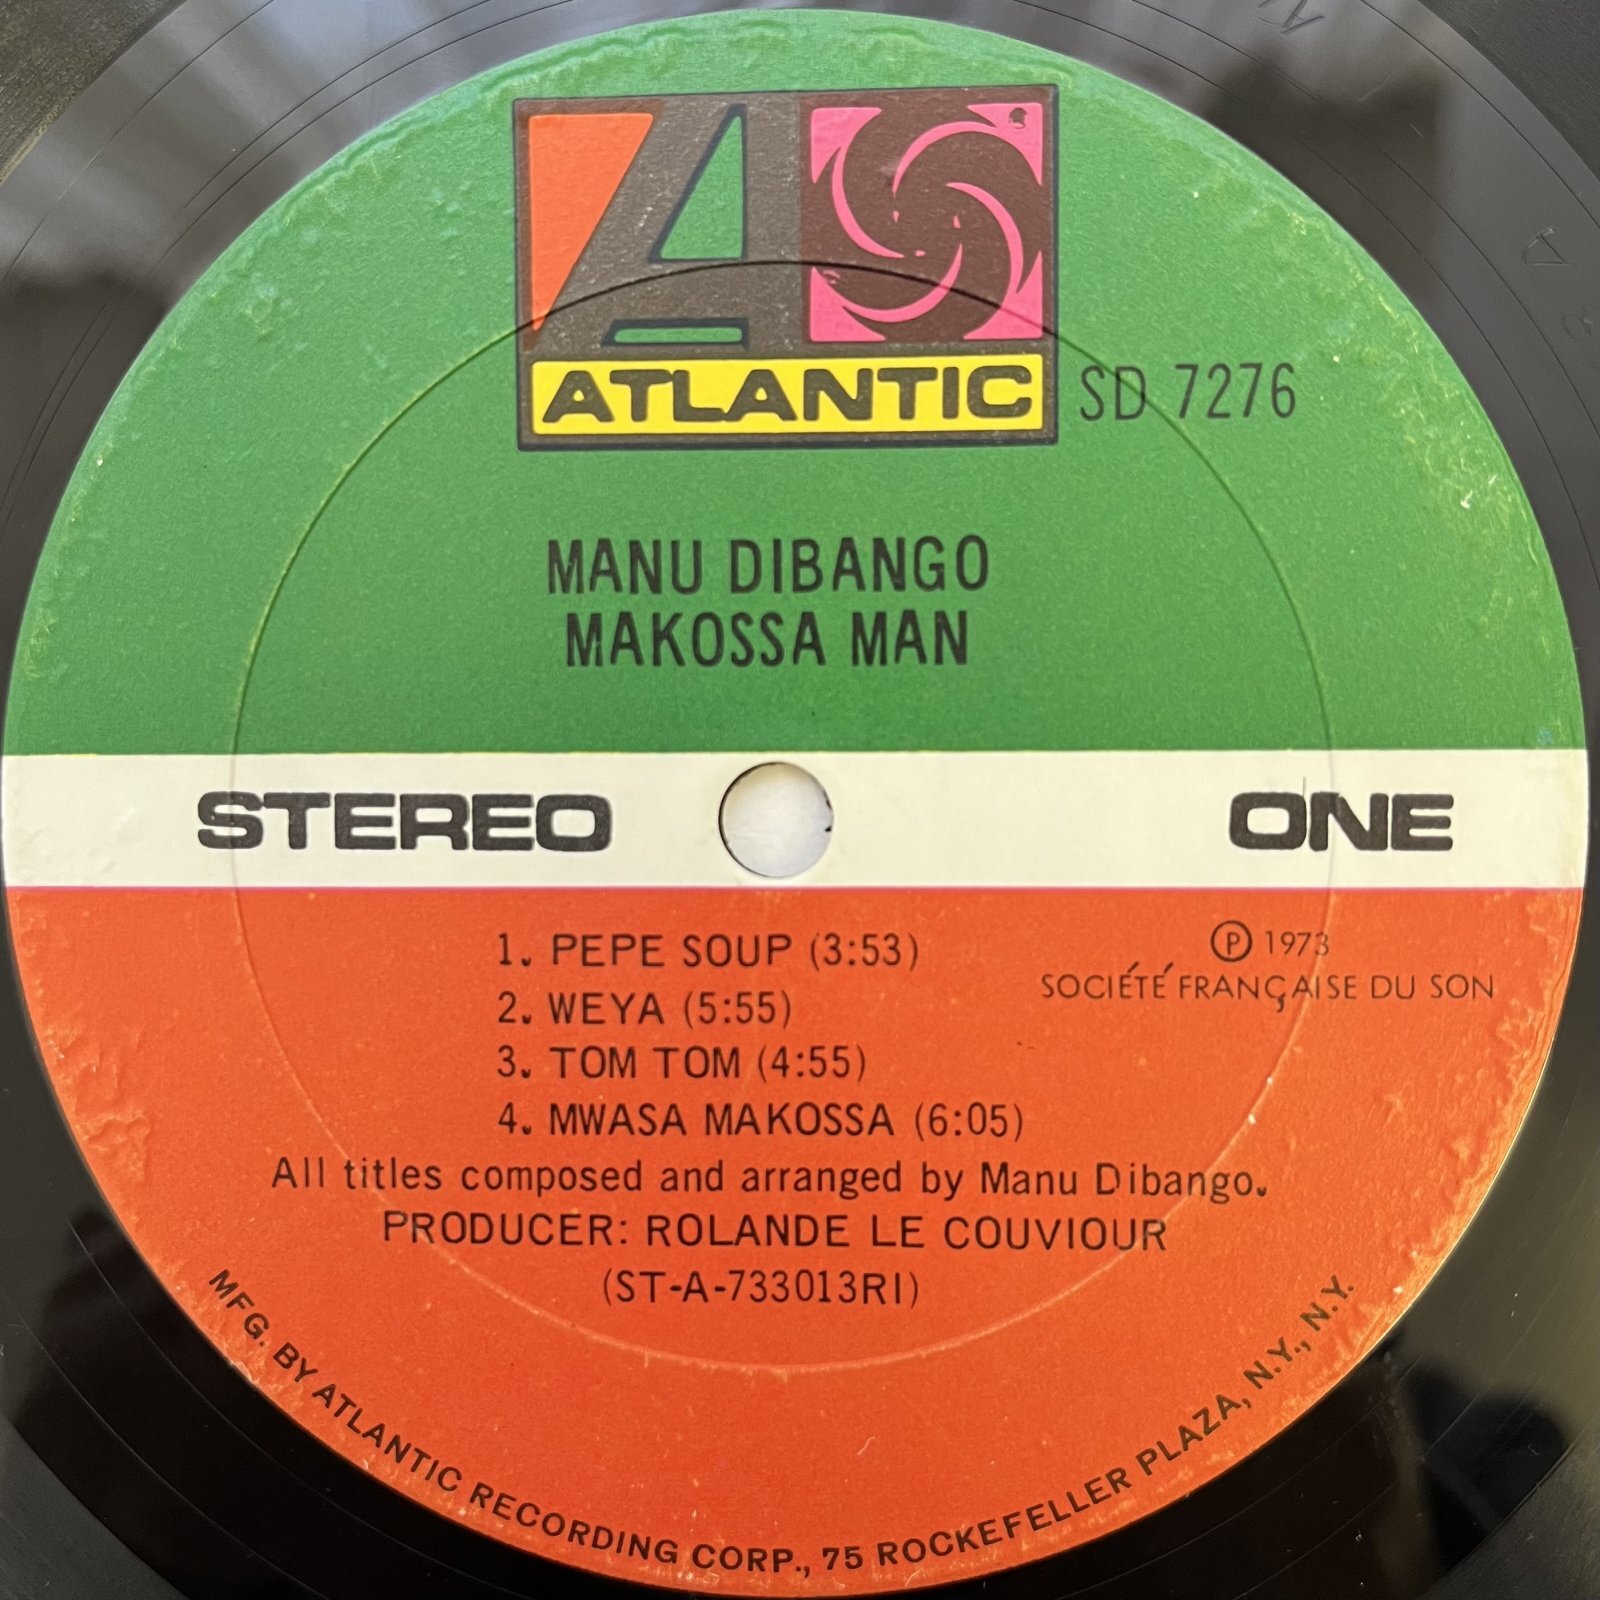 ATLANTIC
SD 7276
MANU DIBANGO
MAKOSSA MAN
STEREO
ONE
1. PEPE SOUP (3:53)
2. WEYA (5:55)
3. TOM TOM (4:55)
4. MWASA MAKOSSA (6:05)
Ⓟ 1973
SOCIÉTÉ FRANÇAISE DU SON
All titles composed and arranged by Manu Dibango.
PRODUCER: ROLANDE LE COUVIOUR
(ST-A-733013RI)
MFG. BY ATLANTIC RECORDING CORP., 75 ROCKEFELLER PLAZA, N.Y., N.Y.